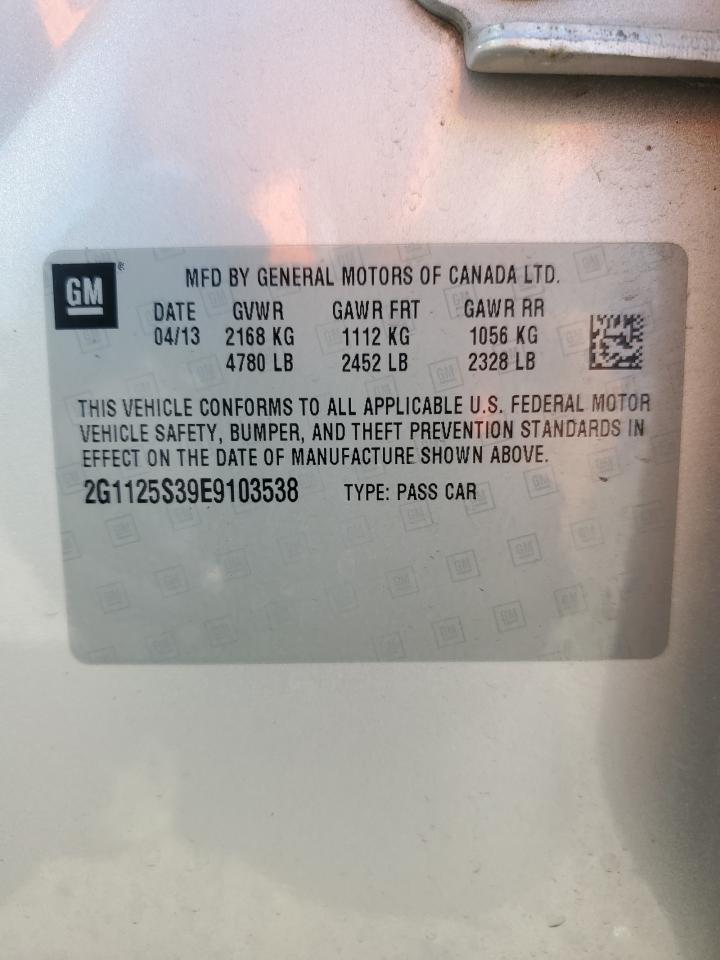 GM®
MFD BY GENERAL MOTORS OF CANADA LTD.
DATE GVWR GAWR FRT GAWR RR
04/13 2168 KG 1112 KG 1056 KG
4780 LB 2452 LB 2328 LB
THIS VEHICLE CONFORMS TO ALL APPLICABLE U.S. FEDERAL MOTOR
VEHICLE SAFETY, BUMPER, AND THEFT PREVENTION STANDARDS IN
EFFECT ON THE DATE OF MANUFACTURE SHOWN ABOVE.
2G1125S39E9103538 TYPE: PASS CAR